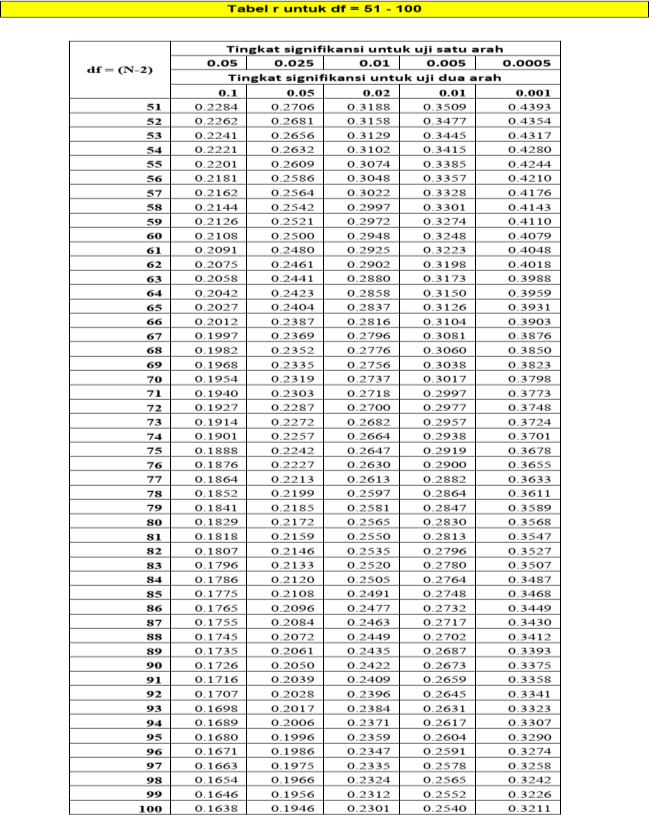 Tabel r untuk df = 51 - 100
df = (N-2)
Tingkat signifikansi untuk uji satu arah
0.05 0.025 0.01 0.005 0.0005
Tingkat signifikansi untuk uji dua arah
0.1 0.05 0.02 0.01 0.001
51 0.2284 0.2706 0.3188 0.3509 0.4393
52 0.2262 0.2681 0.3158 0.3477 0.4354
53 0.2241 0.2656 0.3129 0.3445 0.4317
54 0.2221 0.2632 0.3102 0.3415 0.4280
55 0.2201 0.2609 0.3074 0.3385 0.4244
56 0.2181 0.2586 0.3048 0.3357 0.4210
57 0.2162 0.2564 0.3022 0.3328 0.4176
58 0.2144 0.2542 0.2997 0.3301 0.4143
59 0.2126 0.2521 0.2972 0.3274 0.4110
60 0.2108 0.2500 0.2948 0.3248 0.4079
61 0.2091 0.2480 0.2925 0.3223 0.4048
62 0.2075 0.2461 0.2902 0.3198 0.4018
63 0.2058 0.2441 0.2880 0.3173 0.3988
64 0.2042 0.2423 0.2858 0.3150 0.3959
65 0.2027 0.2404 0.2837 0.3126 0.3931
66 0.2012 0.2387 0.2816 0.3104 0.3903
67 0.1997 0.2369 0.2796 0.3081 0.3876
68 0.1982 0.2352 0.2776 0.3060 0.3850
69 0.1968 0.2335 0.2756 0.3038 0.3823
70 0.1954 0.2319 0.2737 0.3017 0.3798
71 0.1940 0.2303 0.2718 0.2997 0.3773
72 0.1927 0.2287 0.2700 0.2977 0.3748
73 0.1914 0.2272 0.2682 0.2957 0.3724
74 0.1901 0.2257 0.2664 0.2938 0.3701
75 0.1888 0.2242 0.2647 0.2919 0.3678
76 0.1876 0.2227 0.2630 0.2900 0.3655
77 0.1864 0.2213 0.2613 0.2882 0.3633
78 0.1852 0.2199 0.2597 0.2864 0.3611
79 0.1841 0.2185 0.2581 0.2847 0.3589
80 0.1829 0.2172 0.2565 0.2830 0.3568
81 0.1818 0.2159 0.2550 0.2813 0.3547
82 0.1807 0.2146 0.2535 0.2796 0.3527
83 0.1796 0.2133 0.2520 0.2780 0.3507
84 0.1786 0.2120 0.2505 0.2764 0.3487
85 0.1775 0.2108 0.2491 0.2748 0.3468
86 0.1765 0.2096 0.2477 0.2732 0.3449
87 0.1755 0.2084 0.2463 0.2717 0.3430
88 0.1745 0.2072 0.2449 0.2702 0.3412
89 0.1735 0.2061 0.2435 0.2687 0.3393
90 0.1726 0.2050 0.2422 0.2673 0.3375
91 0.1716 0.2039 0.2409 0.2659 0.3358
92 0.1707 0.2028 0.2396 0.2645 0.3341
93 0.1698 0.2017 0.2384 0.2631 0.3323
94 0.1689 0.2006 0.2371 0.2617 0.3307
95 0.1680 0.1996 0.2359 0.2604 0.3290
96 0.1671 0.1986 0.2347 0.2591 0.3274
97 0.1663 0.1975 0.2335 0.2578 0.3258
98 0.1654 0.1966 0.2324 0.2565 0.3242
99 0.1646 0.1956 0.2312 0.2552 0.3226
100 0.1638 0.1946 0.2301 0.2540 0.3211